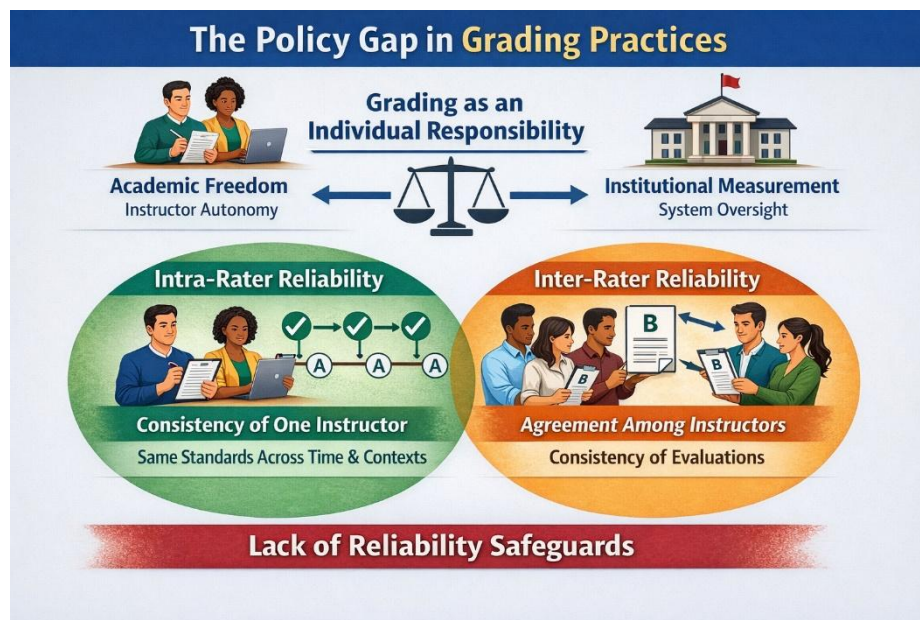 The Policy Gap in Grading Practices
Grading as an
Individual Responsibility
Academic Freedom
Instructor Autonomy
Institutional Measurement
System Oversight
Intra-Rater Reliability
A
A
A
Consistency of One Instructor
Same Standards Across Time & Contexts
Inter-Rater Reliability
B
B
B
Agreement Among Instructors
Consistency of Evaluations
Lack of Reliability Safeguards